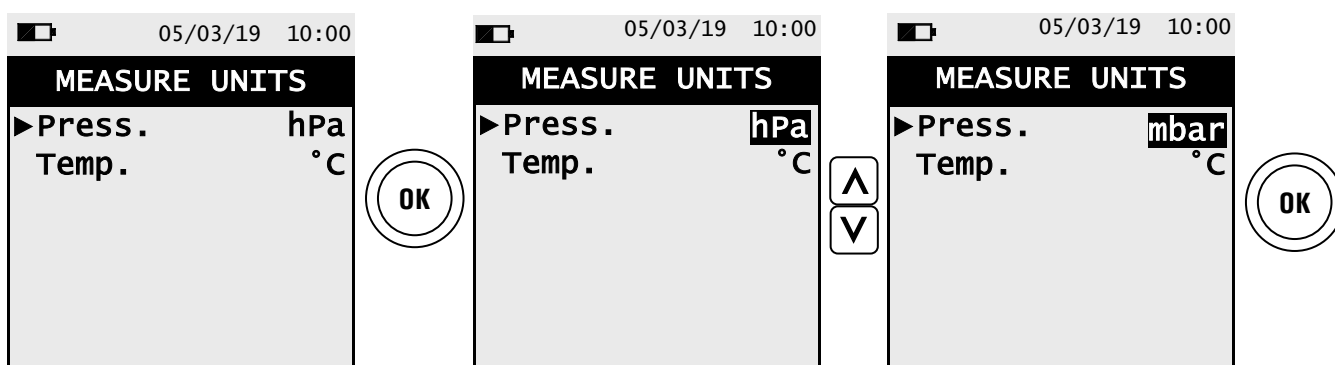 05/03/19 10:00
MEASURE UNITS
►Press. hPa
Temp. °C
OK
05/03/19 10:00
MEASURE UNITS
►Press. hPa
Temp. °C
05/03/19 10:00
MEASURE UNITS
►Press. mbar
Temp. °C
OK